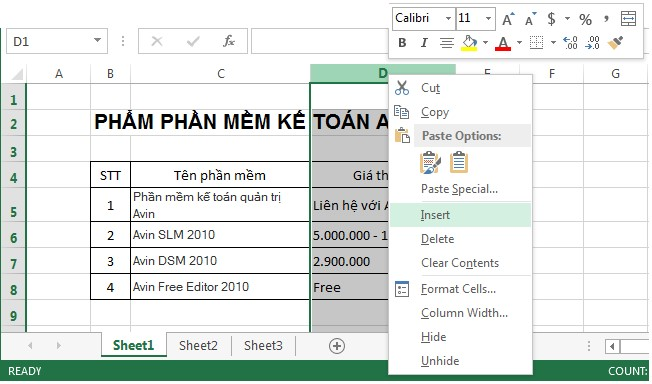 Calibri 11 A A $ % ,
B I A .00 .00
D1 fx
A B C D E F G
1
2 PHẨM PHẦN MỀM KẾ TOÁN A
3
4 STT Tên phần mềm Giá th
5 1 Phần mềm kế toán quản trị
Avin Liên hệ với A
6 2 Avin SLM 2010 5.000.000 - 1
7 3 Avin DSM 2010 2.900.000
8 4 Avin Free Editor 2010 Free
9
Cut
Copy
Paste Options:
Paste Special...
Insert
Delete
Clear Contents
Format Cells...
Column Width...
Hide
Unhide
Sheet1 Sheet2 Sheet3
READY COUNT: